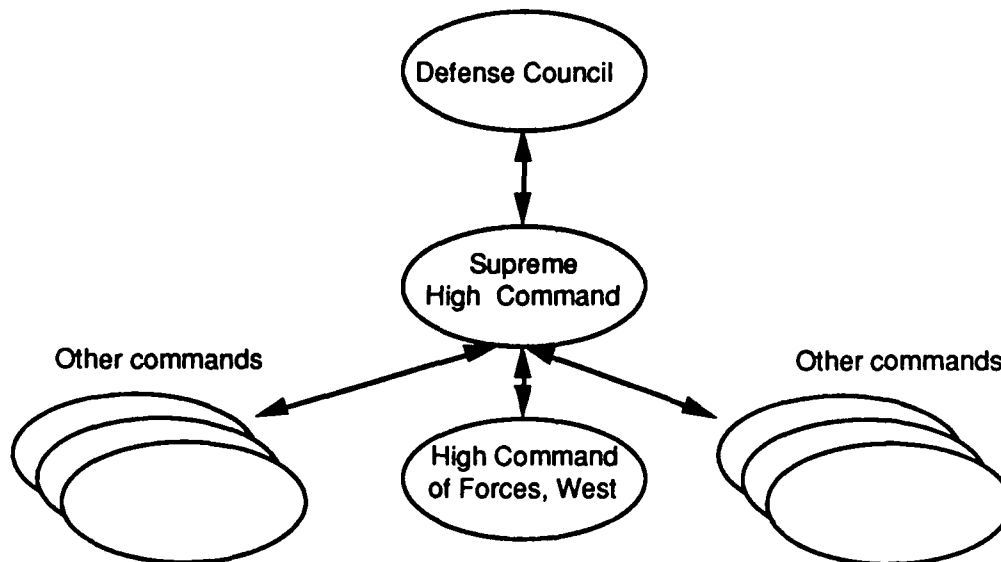 Defense Council
Supreme
High Command
Other commands
Other commands
High Command
of Forces, West